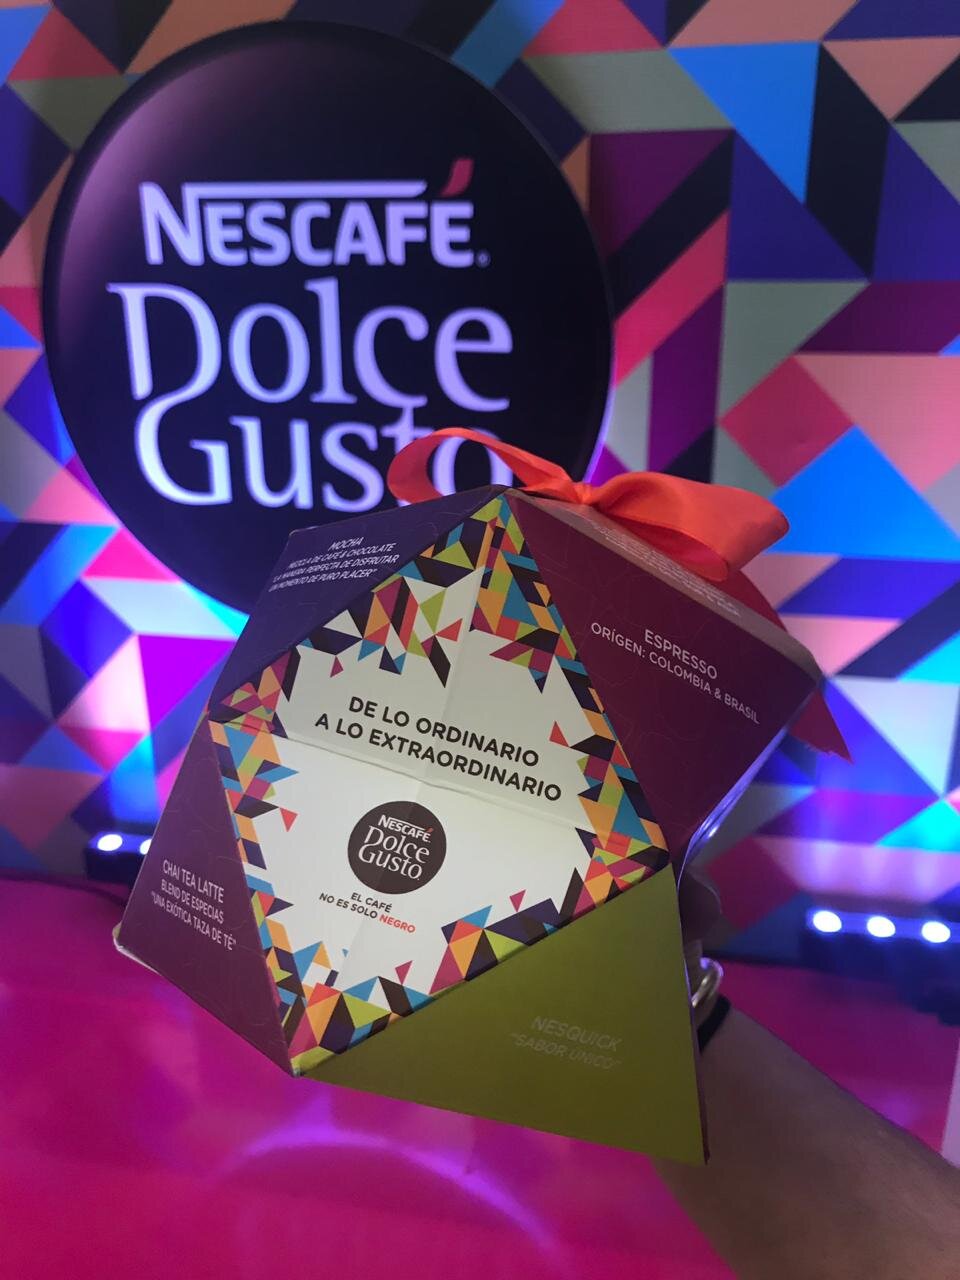 NESCAFÉ
DOLCE
GUSTO
MOCHA
MEZCLA DE CAFÉ & CHOCOLATE
"LA MANERA PERFECTA DE DISFRUTAR
UN MOMENTO DE PURO PLACER"
ESPRESSO
ORÍGEN: COLOMBIA & BRASIL
DE LO ORDINARIO
A LO EXTRAORDINARIO
NESCAFÉ
DOLCE
GUSTO
EL CAFÉ
NO ES SOLO NEGRO
CHAI TEA LATTE
BLEND DE ESPECIAS
"UNA EXÓTICA TAZA DE TÉ"
NESQUICK
"SABOR ÚNICO"